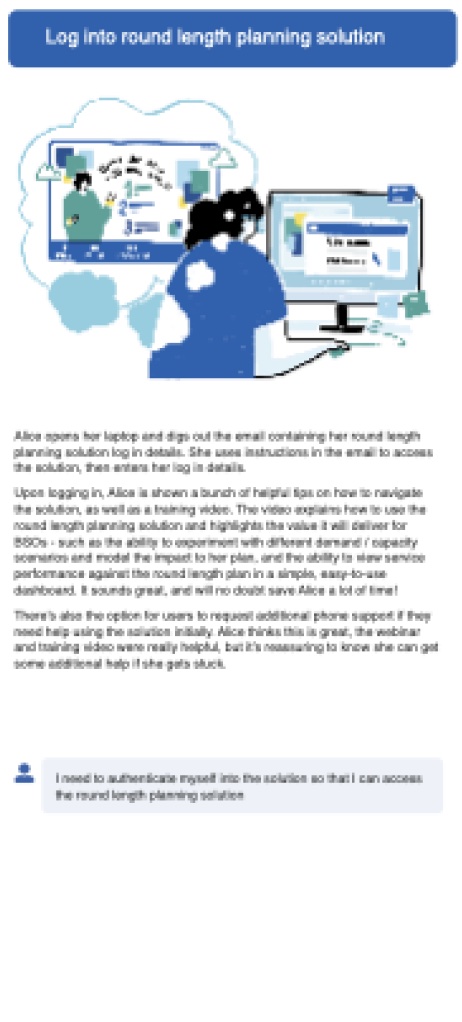 Log into round length planning solution
1
2
3
Alice opens her laptop and digs out the email containing her round length
planning solution log in details. She uses instructions in the email to access
the solution, then enters her log in details.
Upon logging in, Alice is shown a bunch of helpful tips on how to navigate
the solution, as well as a training video. The video explains how to use the
round length planning solution and highlights the value it will deliver for
BSOs - such as the ability to experiment with different demand / capacity
scenarios and model the impact to her plan, and the ability to view service
performance against the round length plan in a simple, easy-to-use
dashboard. It sounds great, and will no doubt save Alice a lot of time!
There's also the option for users to request additional phone support if they
need help using the solution initially. Alice thinks this is great, the webinar
and training video were really helpful, but it's reassuring to know she can get
some additional help if she gets stuck.
I need to authenticate myself into the solution so that I can access
the round length planning solution